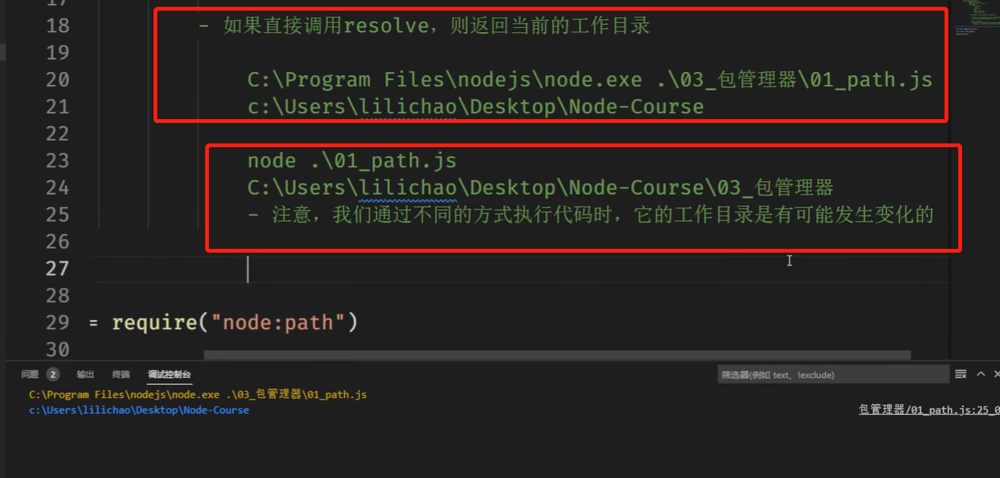 17
18 - 如果直接调用resolve，则返回当前的工作目录
19
20 C:\Program Files\nodejs\node.exe .\03_包管理器\01_path.js
21 c:\Users\lilichao\Desktop\Node-Course
22
23 node .\01_path.js
24 C:\Users\lilichao\Desktop\Node-Course\03_包管理器
25 - 注意，我们通过不同的方式执行代码时，它的工作目录是有可能发生变化的
26
27
28
29 = require("node:path")
30
问题 2 输出 终端 调试控制台 筛选器(例如 text、!exclude)
C:\Program Files\nodejs\node.exe .\03_包管理器\01_path.js
c:\Users\lilichao\Desktop\Node-Course 包管理器/01_path.js:25